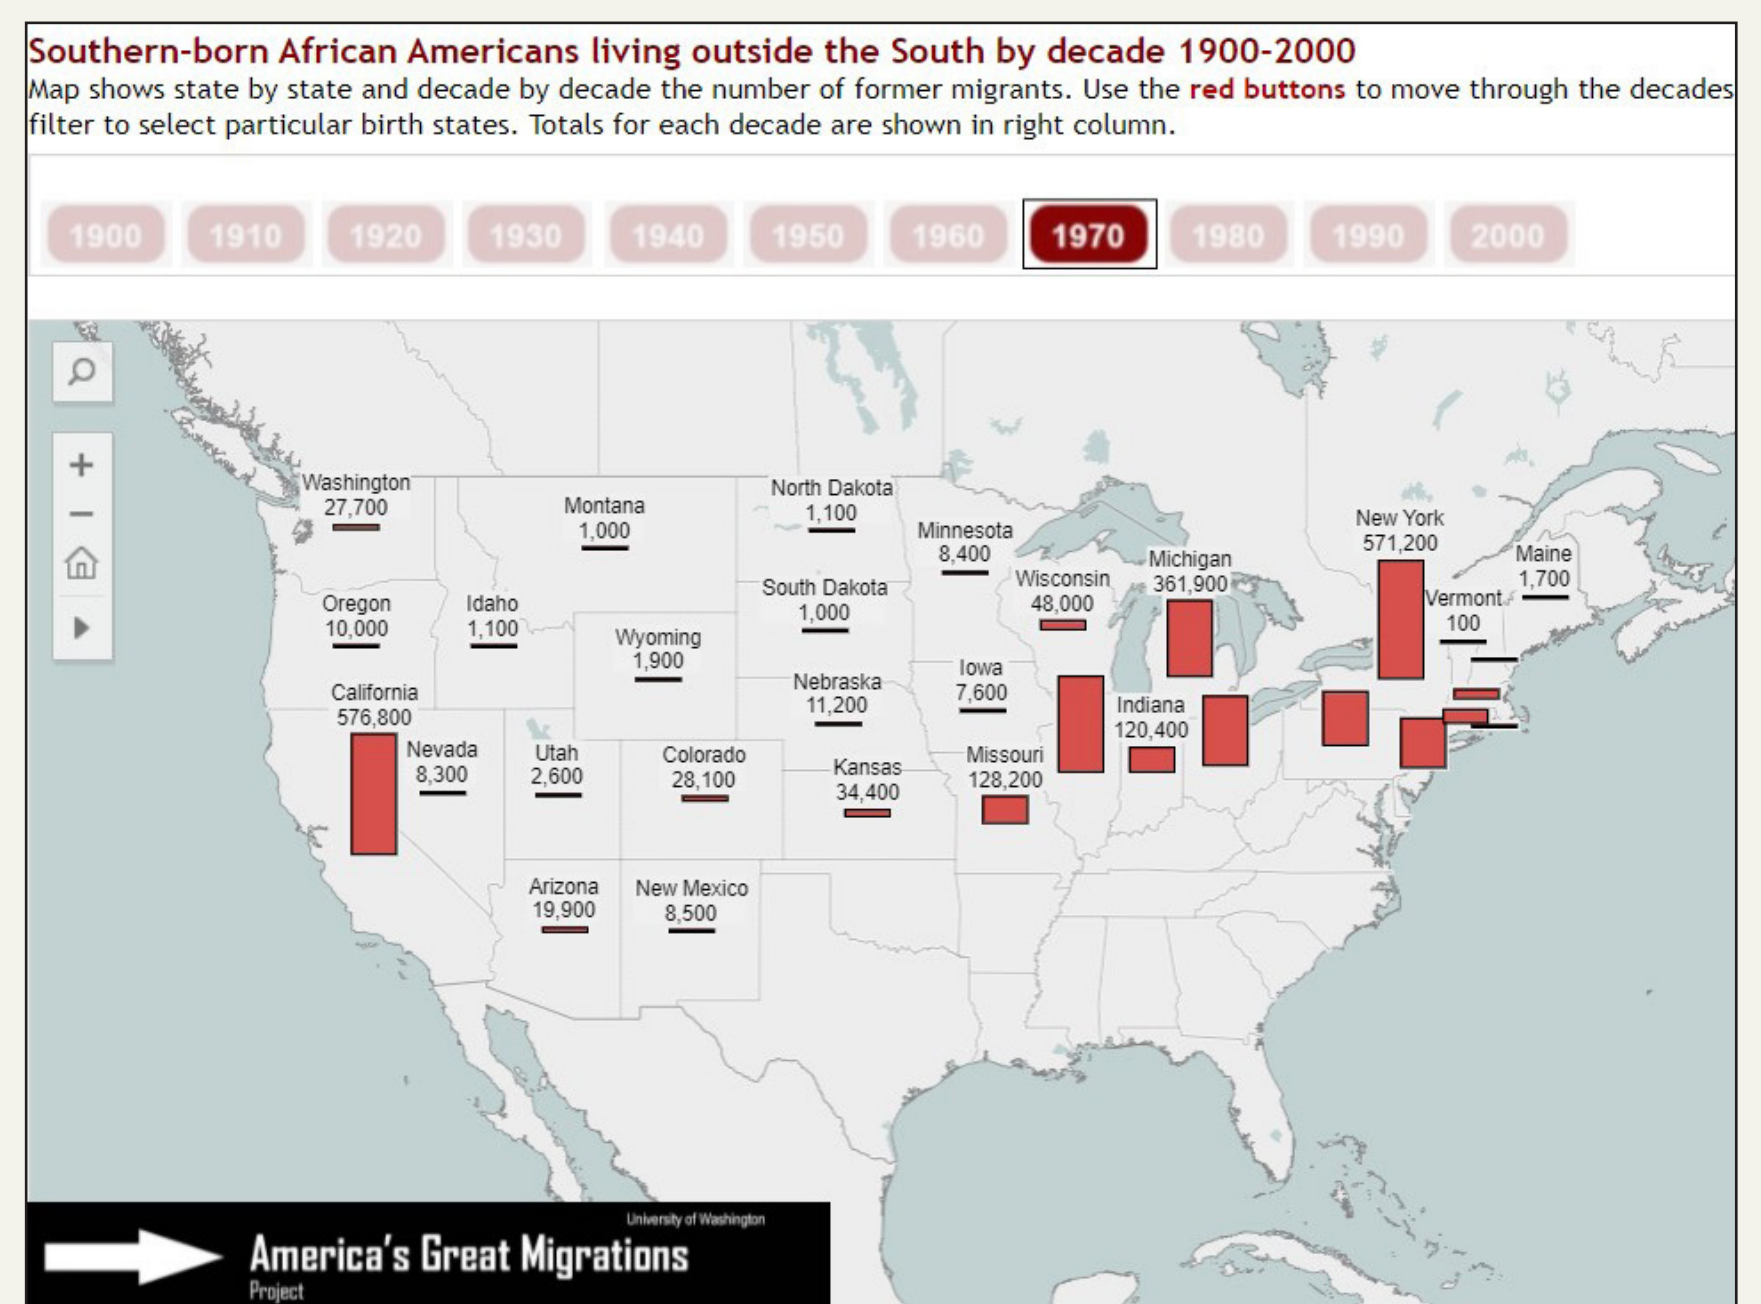 Southern-born African Americans living outside the South by decade 1900-2000
Map shows state by state and decade by decade the number of former migrants. Use the red buttons to move through the decades
filter to select particular birth states. Totals for each decade are shown in right column.
1900 1910 1920 1930 1940 1950 1960 1970 1980 1990 2000
Washington
27,700
Montana
1,000
North Dakota
1,100
Minnesota
8,400
Wisconsin
48,000
Michigan
361,900
New York
571,200
Maine
1,700
Vermont
100
Oregon
10,000
Idaho
1,100
Wyoming
1,900
South Dakota
1,000
Nebraska
11,200
Iowa
7,600
Indiana
120,400
California
576,800
Nevada
8,300
Utah
2,600
Colorado
28,100
Kansas
34,400
Missouri
128,200
Arizona
19,900
New Mexico
8,500
University of Washington
America's Great Migrations
Project